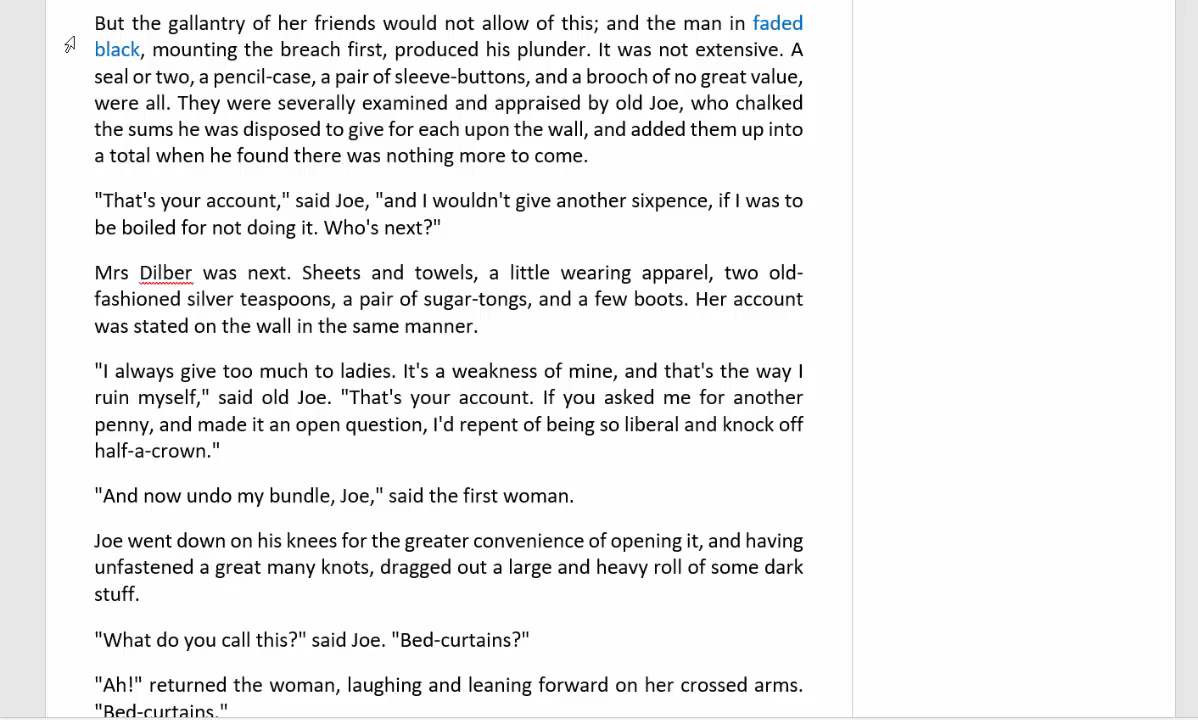 But the gallantry of her friends would not allow of this; and the man in faded
black, mounting the breach first, produced his plunder. It was not extensive. A
seal or two, a pencil-case, a pair of sleeve-buttons, and a brooch of no great value,
were all. They were severally examined and appraised by old Joe, who chalked
the sums he was disposed to give for each upon the wall, and added them up into
a total when he found there was nothing more to come.
"That's your account," said Joe, "and I wouldn't give another sixpence, if I was to
be boiled for not doing it. Who's next?"
Mrs Dilber was next. Sheets and towels, a little wearing apparel, two old-
fashioned silver teaspoons, a pair of sugar-tongs, and a few boots. Her account
was stated on the wall in the same manner.
"I always give too much to ladies. It's a weakness of mine, and that's the way I
ruin myself," said old Joe. "That's your account. If you asked me for another
penny, and made it an open question, I'd repent of being so liberal and knock off
half-a-crown."
"And now undo my bundle, Joe," said the first woman.
Joe went down on his knees for the greater convenience of opening it, and having
unfastened a great many knots, dragged out a large and heavy roll of some dark
stuff.
"What do you call this?" said Joe. "Bed-curtains?"
"Ah!" returned the woman, laughing and leaning forward on her crossed arms.
"Bed-curtains."